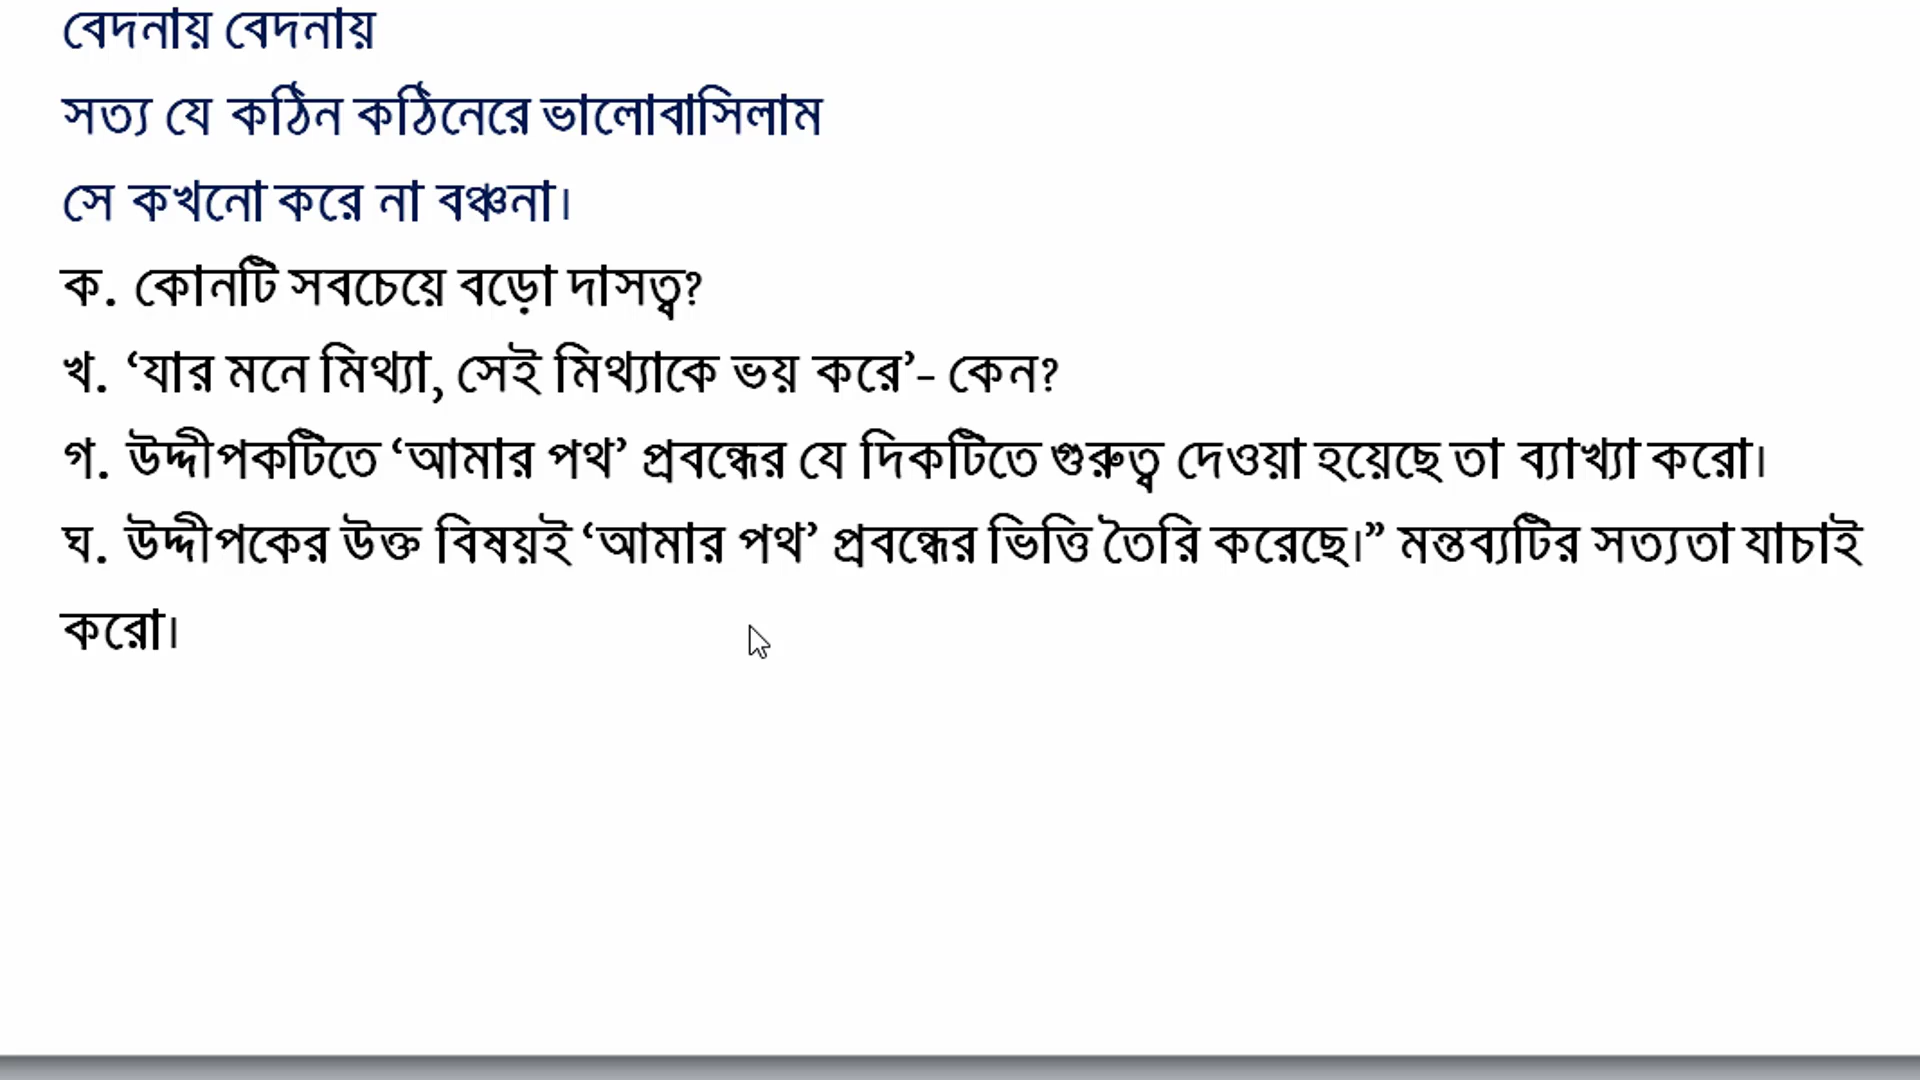 বেদনায় বেদনায়
সত্য যে কঠিন কঠিনেরে ভালোবাসিলাম
সে কখনো করে না বঞ্চনা।
ক. কোনটি সবচেয়ে বড়ো দাসত্ব?
খ. ‘যার মনে মিথ্যা, সেই মিথ্যাকে ভয় করে’- কেন?
গ. উদ্দীপকটিতে ‘আমার পথ’ প্রবন্ধের যে দিকটিতে গুরুত্ব দেওয়া হয়েছে তা ব্যাখ্যা করো।
ঘ. উদ্দীপকের উক্ত বিষয়ই ‘আমার পথ’ প্রবন্ধের ভিত্তি তৈরি করেছে।” মন্তব্যটির সত্যতা যাচাই
করো।